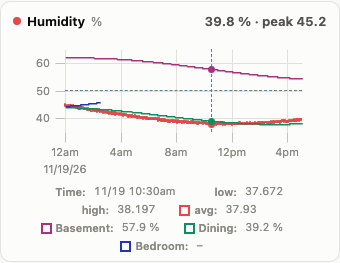 Humidity % 39.8 % · peak 45.2
60
50
40
12am 4am 8am 12pm 4pm
11/19/26
Time: 11/19 10:30am low: 37.672
high: 38.197 avg: 37.93
Basement: 57.9 % Dining: 39.2 %
Bedroom: –